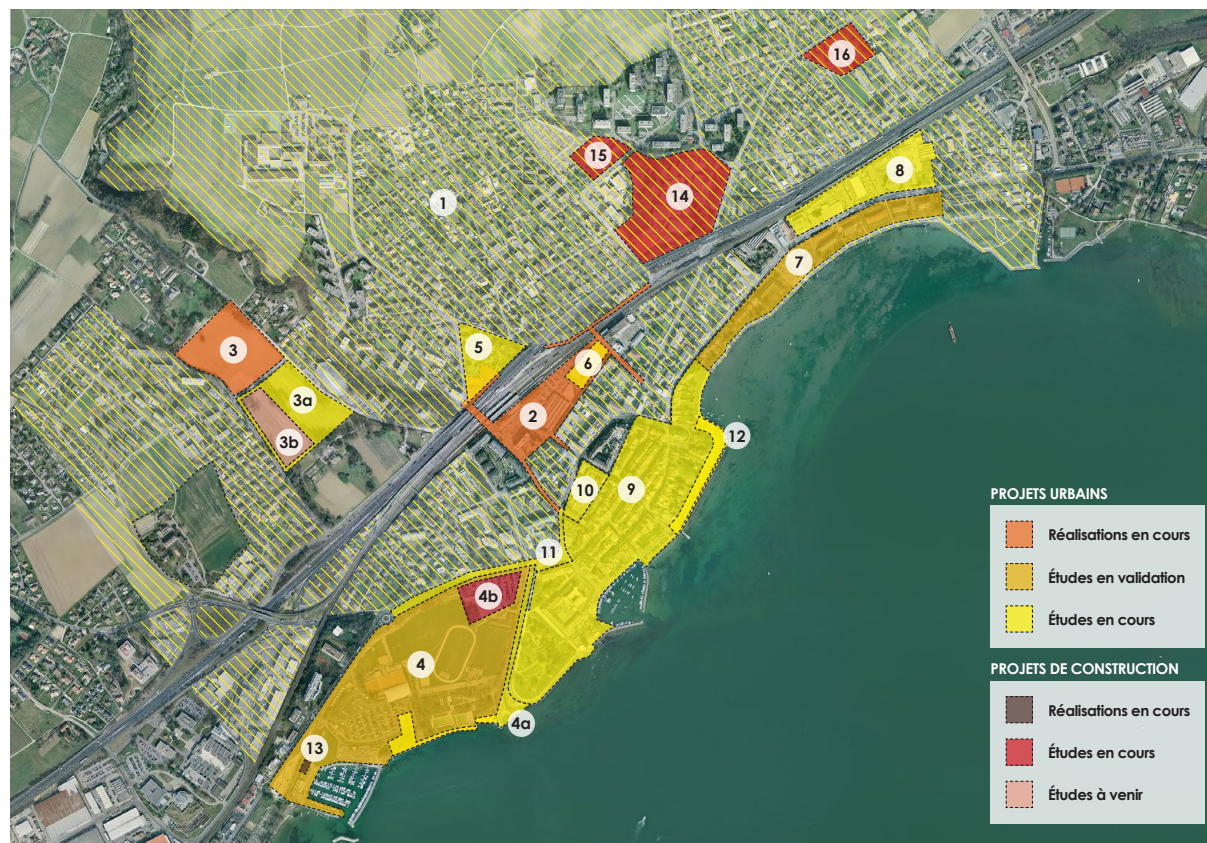 16
15
8
14
1
7
3
5
6
3a
2
12
3b
9
10
11
4b
4
4a
13
PROJETS URBAINS
Réalisations en cours
Études en validation
Études en cours
PROJETS DE CONSTRUCTION
Réalisations en cours
Études en cours
Études à venir